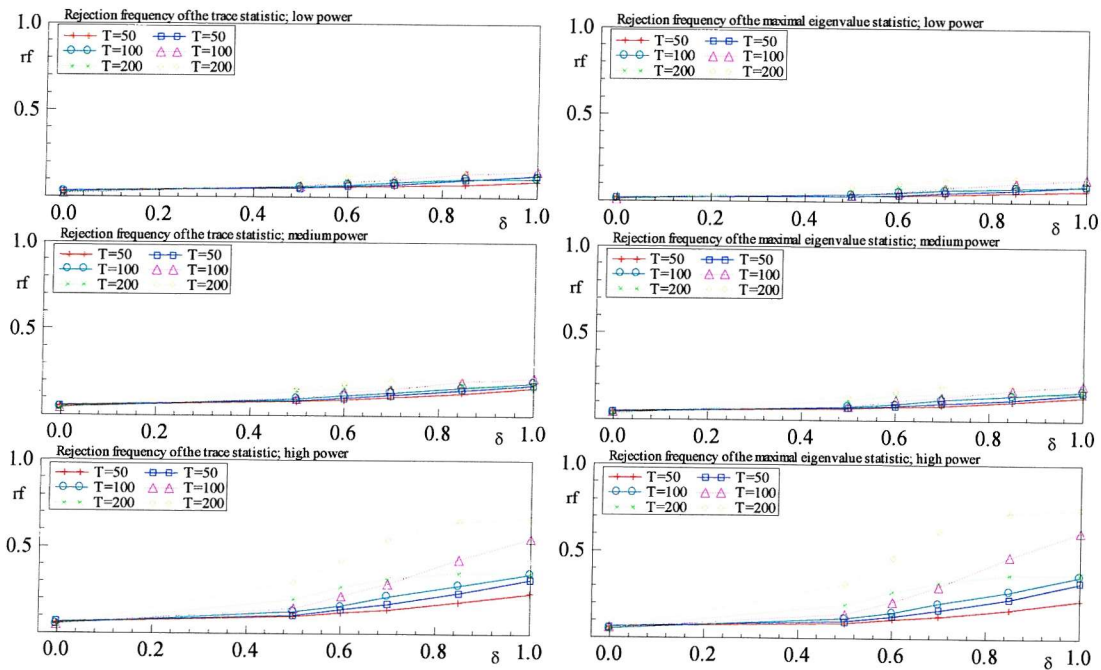 Rejection frequency of the trace statistic; low power
T=50 T=50
T=100 T=100
T=200 T=200
rf
0.5
0.0 0.2 0.4 0.6 0.8 δ 1.0
Rejection frequency of the maximal eigenvalue statistic; low power
1.0
T=50 T=50
T=100 T=100
T=200 T=200
rf
0.5
0.0 0.2 0.4 0.6 0.8 δ 1.0
1.0
Rejection frequency of the trace statistic; medium power
T=50 T=50
T=100 T=100
T=200 T=200
rf
0.5
0.0 0.2 0.4 0.6 0.8 δ 1.0
1.0
Rejection frequency of the maximal eigenvalue statistic; medium power
T=50 T=50
T=100 T=100
T=200 T=200
rf
0.5
0.0 0.2 0.4 0.6 0.8 δ 1.0
1.0
Rejection frequency of the trace statistic; high power
T=50 T=50
T=100 T=100
T=200 T=200
rf
0.5
0.0 0.2 0.4 0.6 0.8 δ 1.0
1.0
Rejection frequency of the maximal eigenvalue statistic; high power
T=50 T=50
T=100 T=100
T=200 T=200
rf
0.5
0.0 0.2 0.4 0.6 0.8 δ 1.0